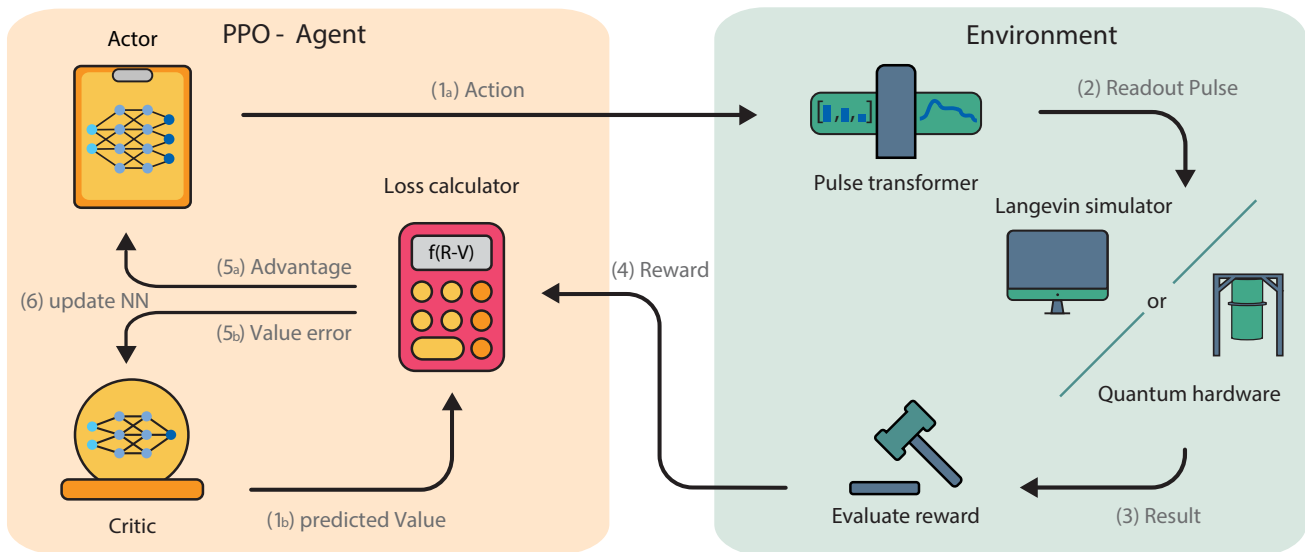 PPO - Agent
Actor
(1a) Action
Loss calculator
f(R-V)
(5a) Advantage
(6) update NN
(5b) Value error
Critic
(1b) predicted Value
(4) Reward
Environment
[ , , ]
Pulse transformer
(2) Readout Pulse
Langevin simulator
or
Quantum hardware
Evaluate reward
(3) Result